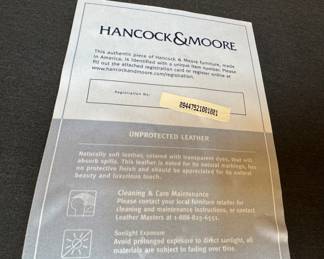 HANCOCK & MOORE
This authentic piece of Hancock & Moore furniture, made
in America, is identified with a unique item number. Please
fill out the attached registration card or register online at
www.hancockandmoore.com/registration.
Registration No:
09447921001001
UNPROTECTED LEATHER
Naturally soft leather, colored with transparent dyes, that will
absorb spills. This leather is noted for its natural markings, has
no protective finish and should be appreciated for its natural
beauty and luxurious touch.
Cleaning & Care Maintenance
Please contact your local furniture retailer for
cleaning and maintenance instructions, or contact
Leather Masters at 1-888-823-6551.
Sunlight Exposure
Avoid prolonged exposure to direct sunlight, all
materials are subject to fading over time.